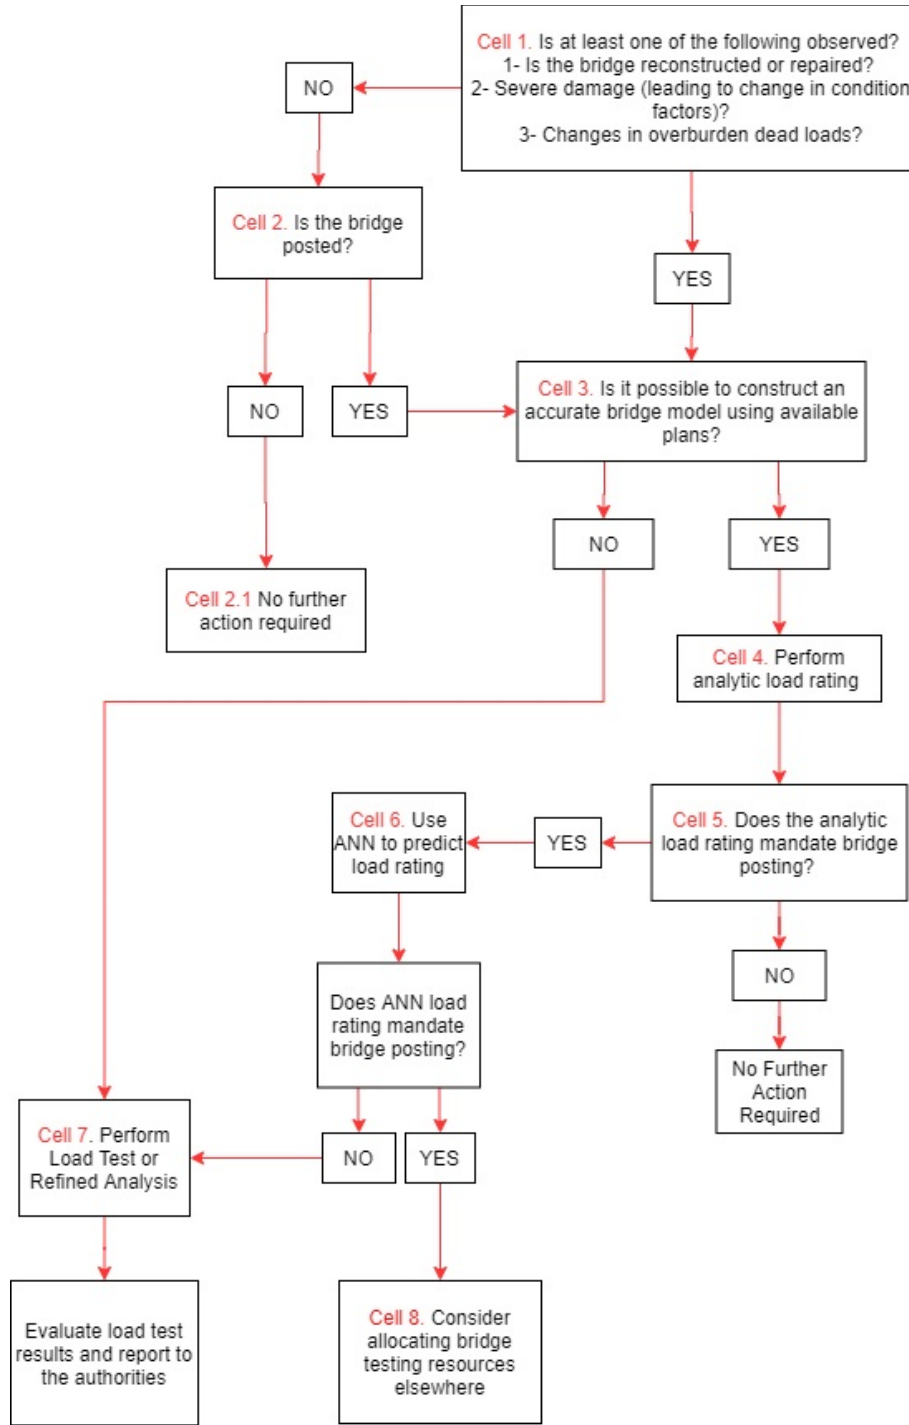 Cell 1. Is at least one of the following observed?
1- Is the bridge reconstructed or repaired?
2- Severe damage (leading to change in condition
factors)?
3- Changes in overburden dead loads?
NO
Cell 2. Is the bridge
posted?
YES
Cell 3. Is it possible to construct an
accurate bridge model using available
plans?
NO
YES
NO
YES
Cell 2.1 No further
action required
Cell 4. Perform
analytic load rating
Cell 5. Does the analytic
load rating mandate bridge
posting?
YES
Cell 6. Use
ANN to predict
load rating
NO
Does ANN load
rating mandate
bridge posting?
No Further
Action
Required
NO
YES
Cell 7. Perform
Load Test or
Refined Analysis
Evaluate load test
results and report to
the authorities
Cell 8. Consider
allocating bridge
testing resources
elsewhere